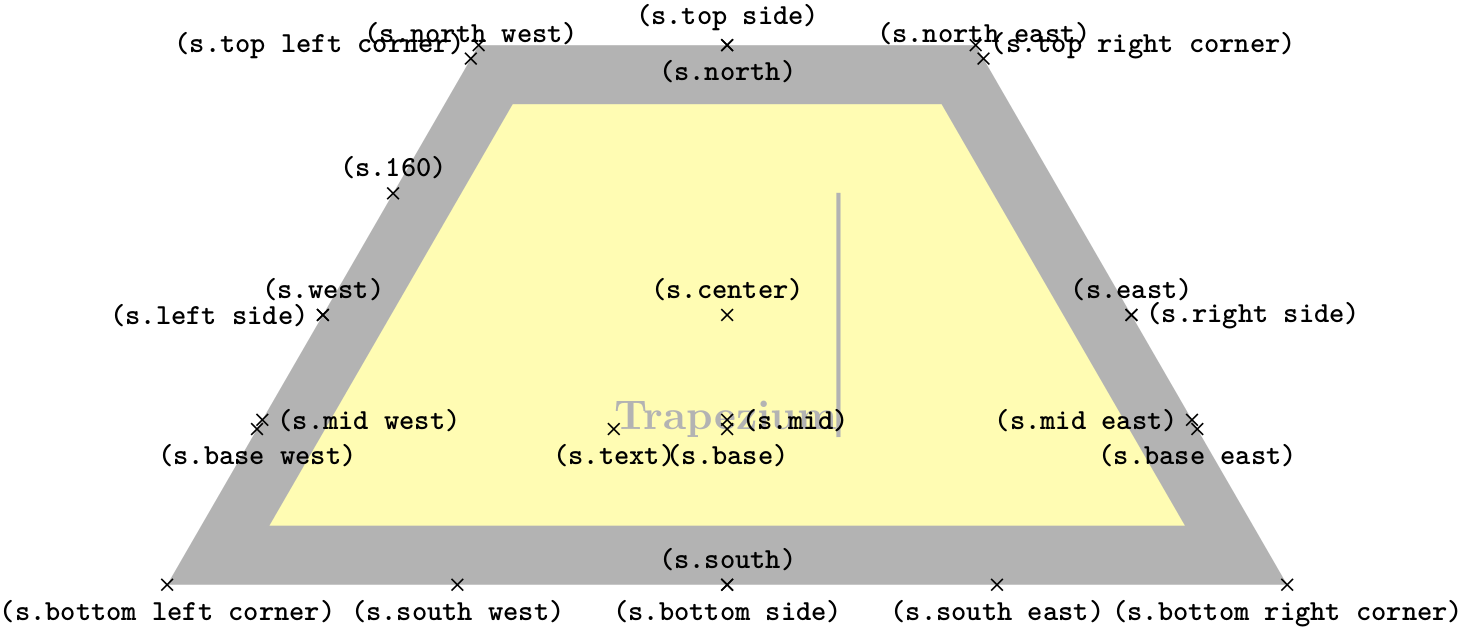 (s.top side)
(s.north west)
(s.north east)
(s.top left corner)
(s.top right corner)
(s.north)
(s.160)
(s.west)
(s.center)
(s.east)
(s.left side)
(s.right side)
Trapezium
(s.mid west)
(s.mid)
(s.mid east)
(s.base west)
(s.text)
(s.base)
(s.base east)
(s.south)
(s.bottom left corner)
(s.south west)
(s.bottom side)
(s.south east)
(s.bottom right corner)